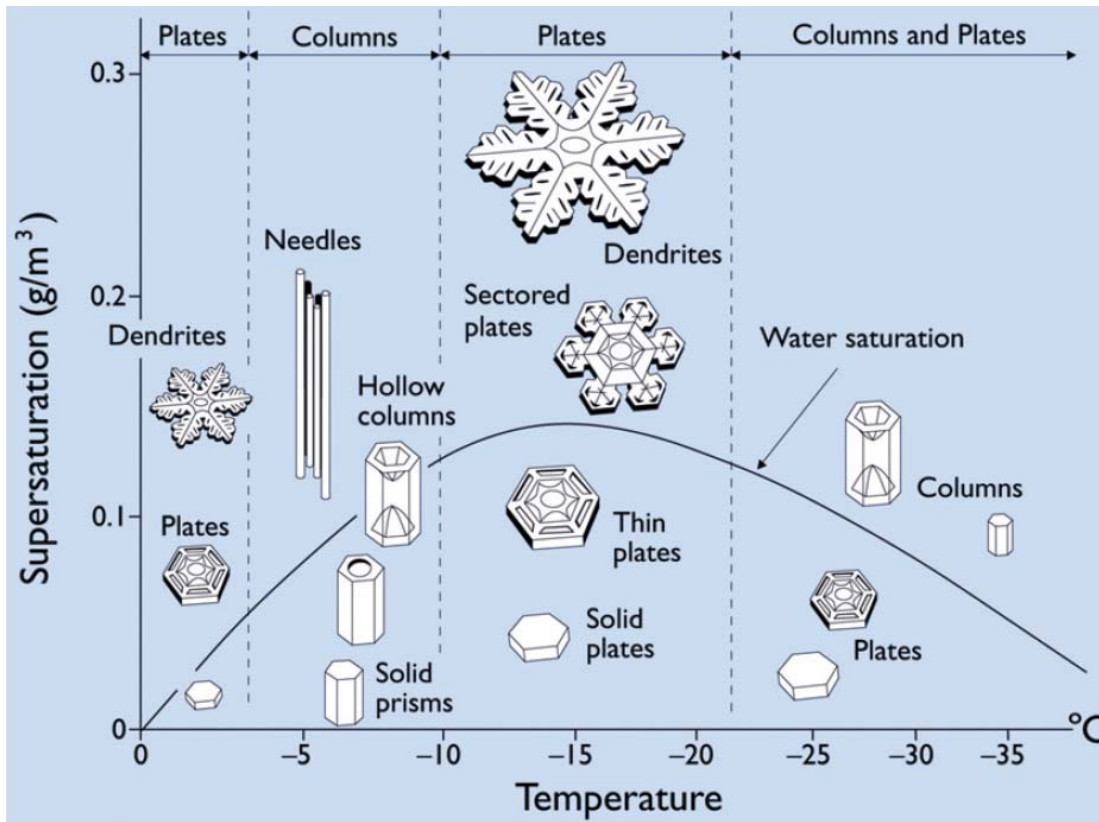 Plates
Columns
Plates
Columns and Plates
0.3
Needles
Dendrites
Sectored
plates
0.2
Dendrites
Water saturation
Hollow
columns
Columns
0.1
Plates
Thin
plates
Solid
plates
Plates
Solid
prisms
0
°C
0
–5
–10
–15
–20
–25
–30
–35
Temperature
Supersaturation (g/m³)